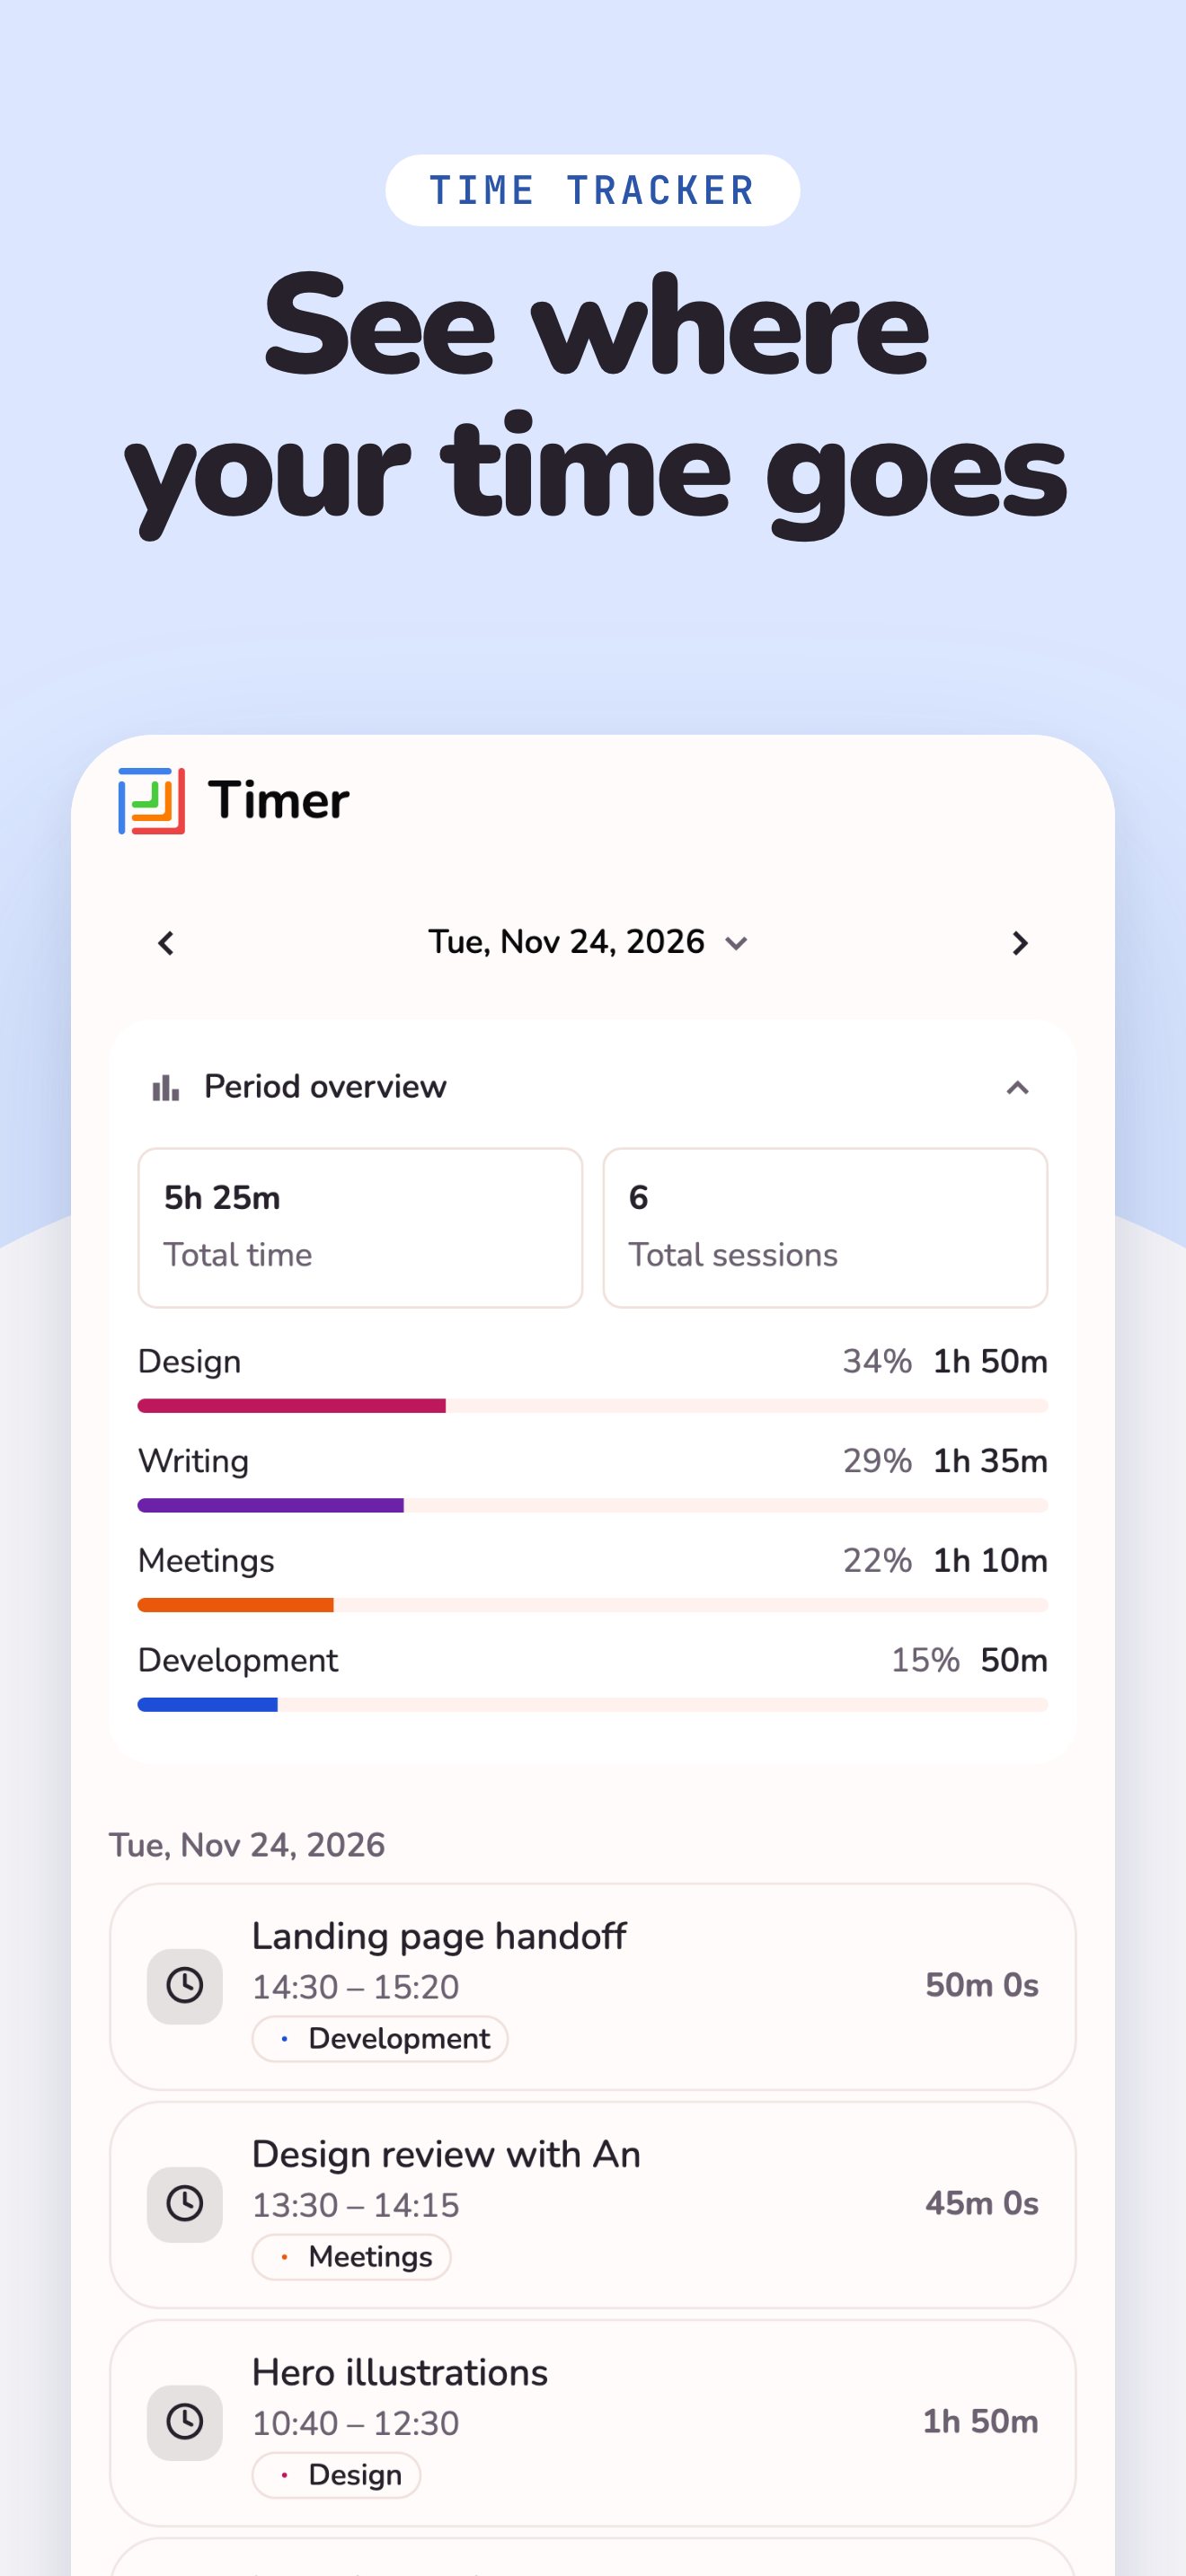 TIME TRACKER
See where
your time goes
Timer
Tue, Nov 24, 2026
Period overview
5h 25m
Total time
6
Total sessions
Design 34% 1h 50m
Writing 29% 1h 35m
Meetings 22% 1h 10m
Development 15% 50m
Tue, Nov 24, 2026
Landing page handoff
14:30 – 15:20
50m 0s
Development
Design review with An
13:30 – 14:15
45m 0s
Meetings
Hero illustrations
10:40 – 12:30
1h 50m
Design